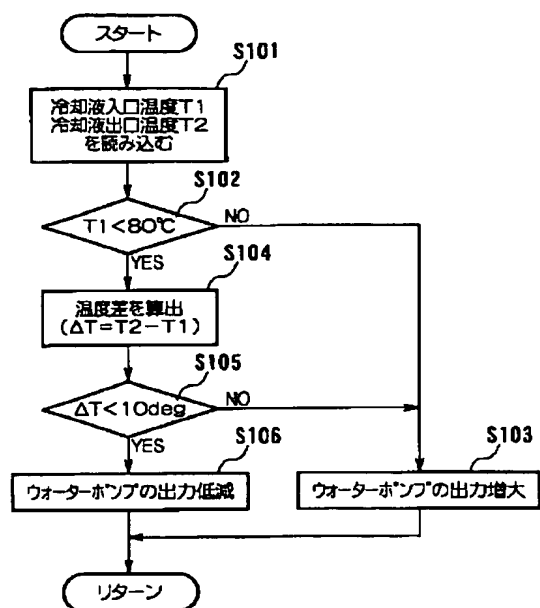 スタート
S101
冷却液入口温度T1
冷却液出口温度T2
を読み込む
S102
T1<80℃
NO
YES
S104
温度差を算出
(ΔT=T2-T1)
S105
ΔT<10deg
NO
YES
S106
S103
ウォーターポンプの出力低減
ウォーターポンプの出力増大
リターン